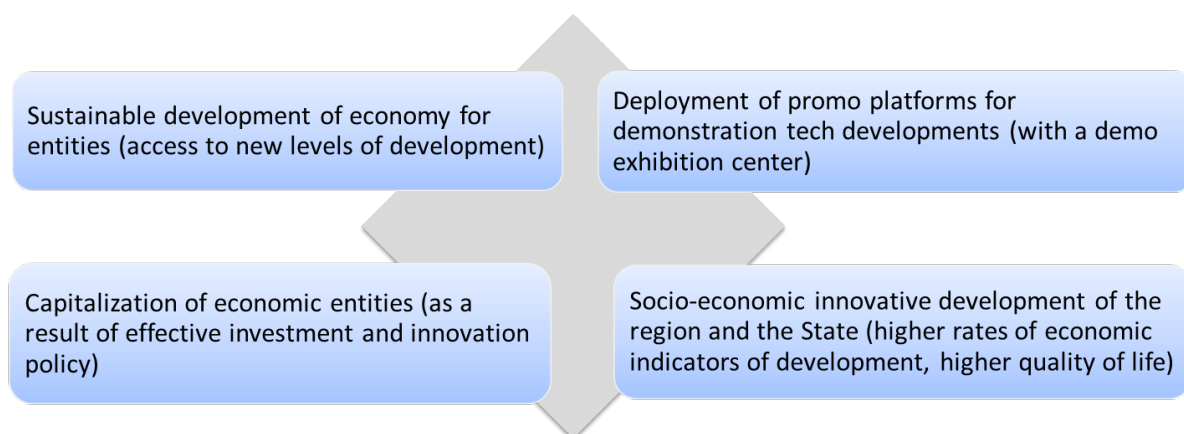 Sustainable development of economy for
entities (access to new levels of development)
Deployment of promo platforms for
demonstration tech developments (with a demo
exhibition center)
Capitalization of economic entities (as a
result of effective investment and innovation
policy)
Socio-economic innovative development of the
region and the State (higher rates of economic
indicators of development, higher quality of life)